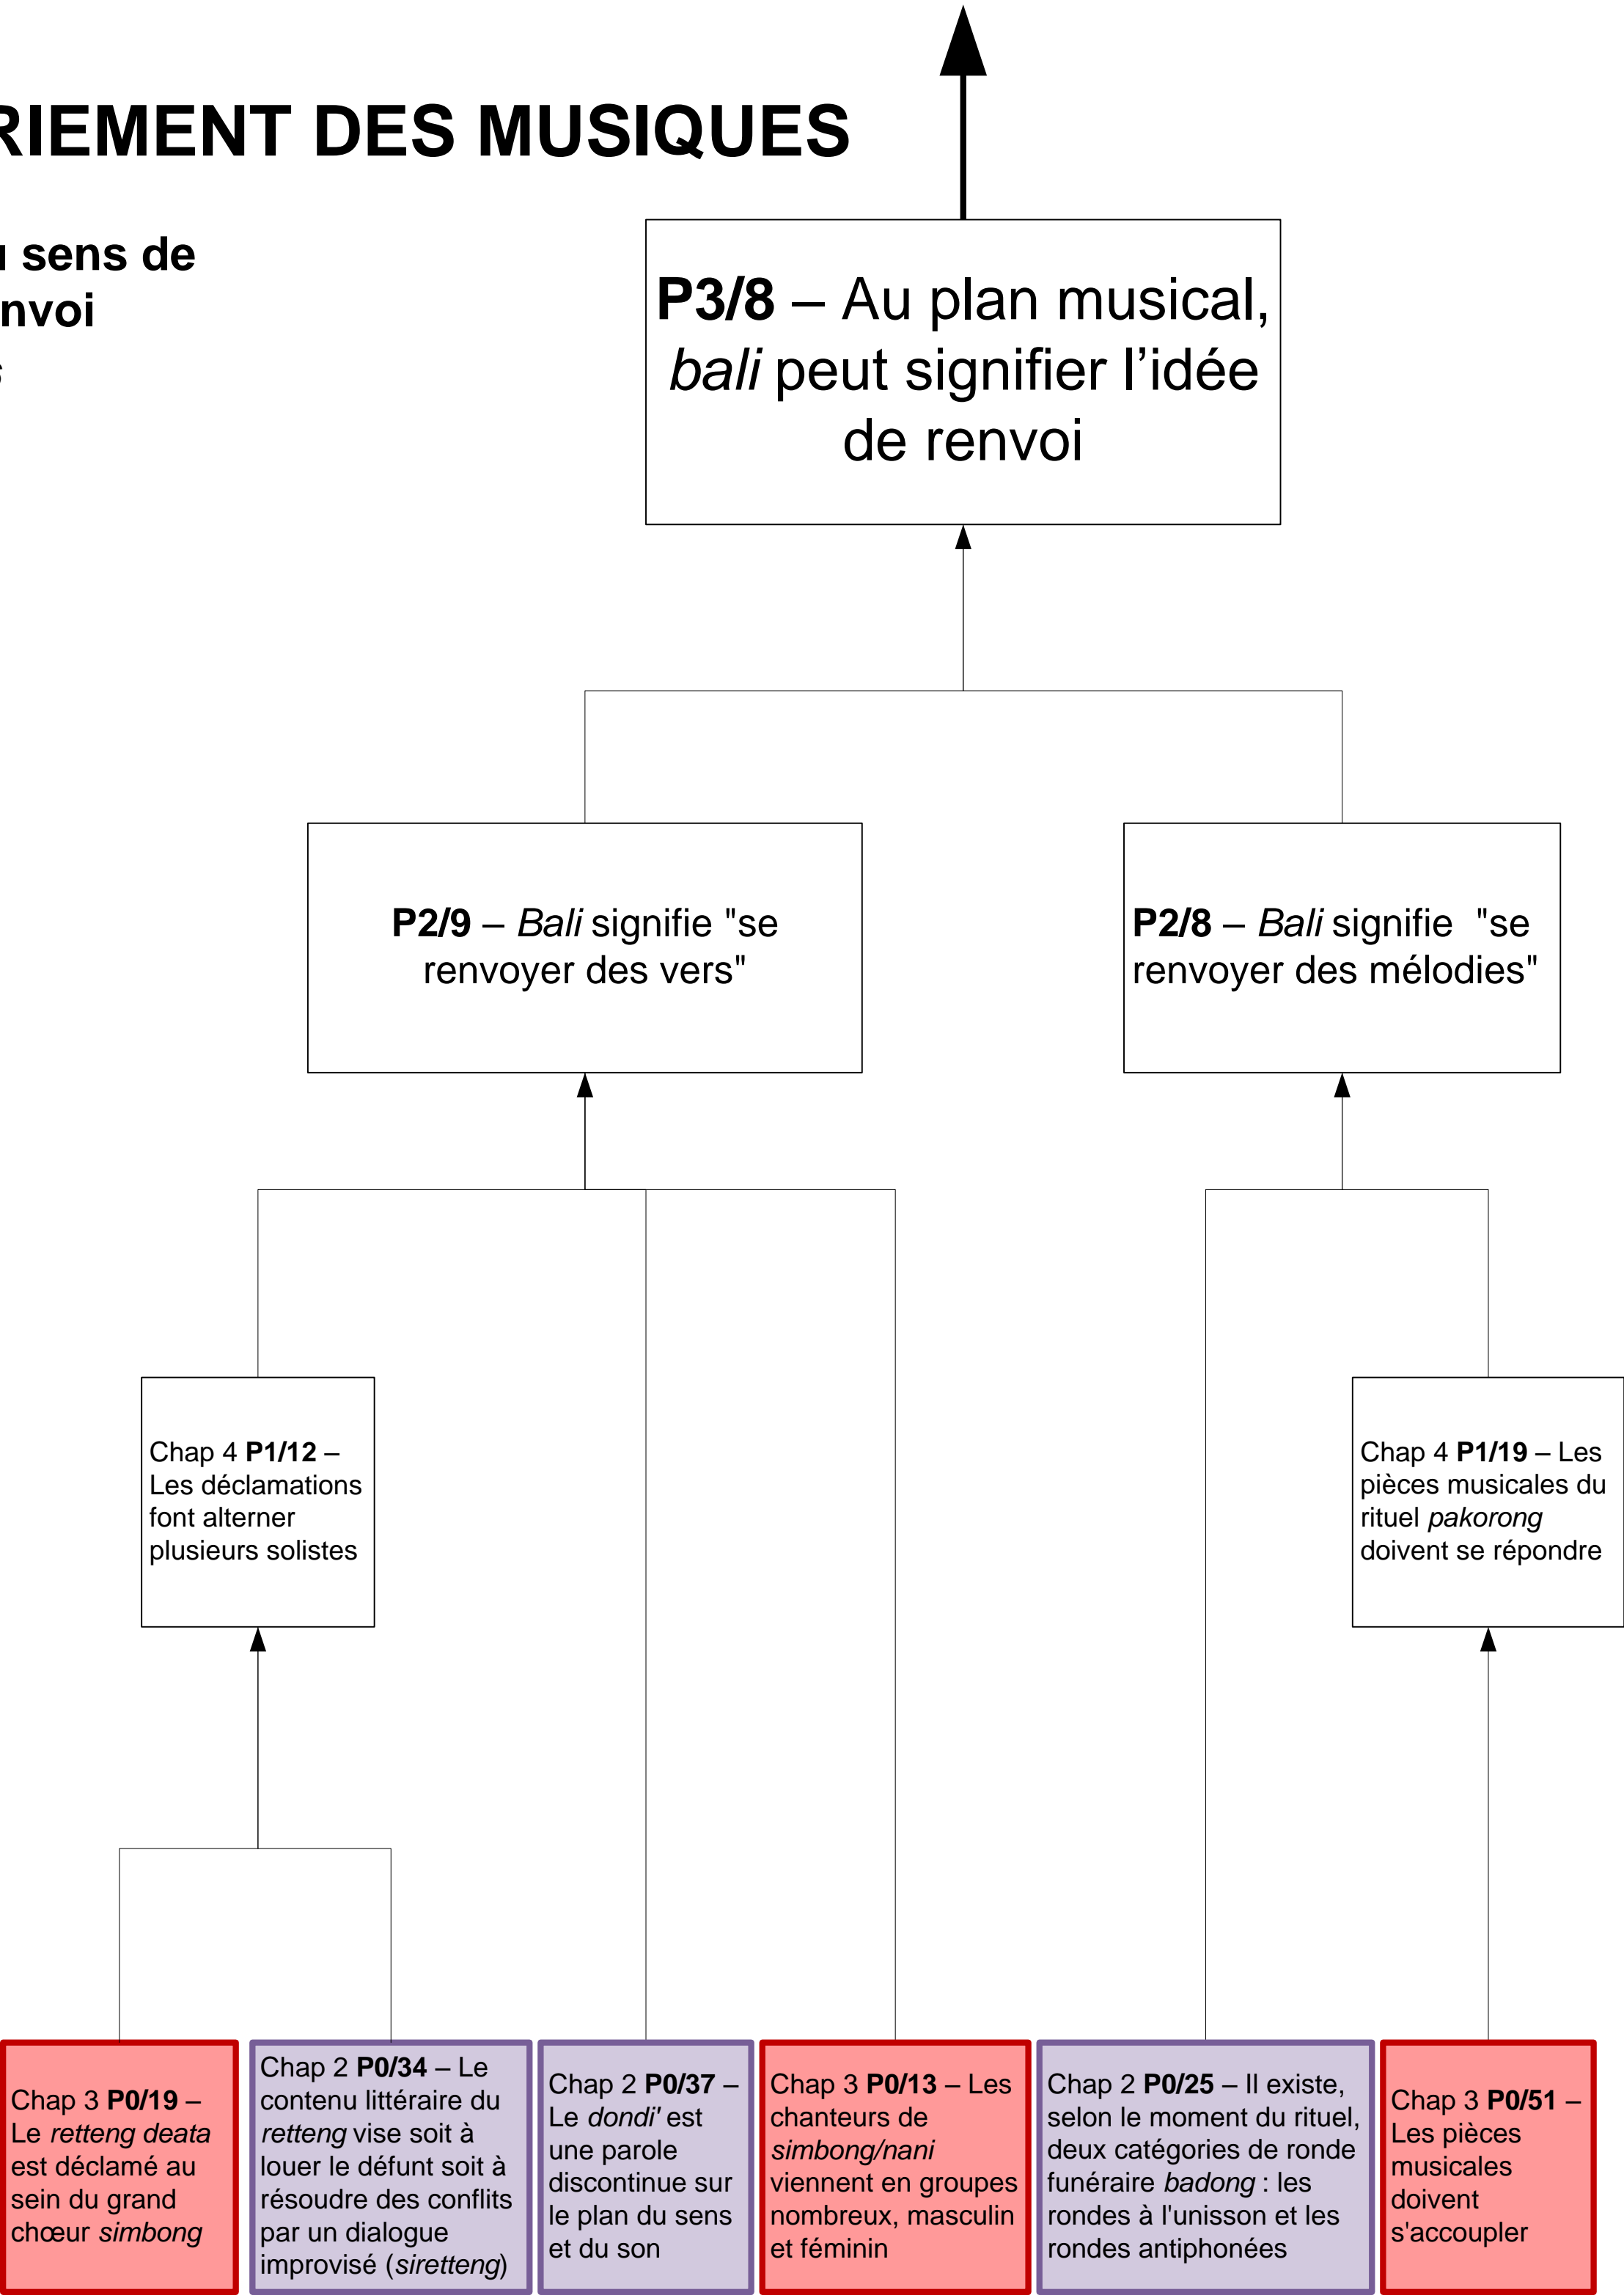 RIEMENT DES MUSIQUES
sens de
nvoi
P3/8 – Au plan musical,
bali peut signifier l’idée
de renvoi
P2/9 – Bali signifie "se
renvoyer des vers"
P2/8 – Bali signifie "se
renvoyer des mélodies"
Chap 4 P1/12 –
Les déclamations
font alterner
plusieurs solistes
Chap 4 P1/19 – Les
pièces musicales du
rituel pakorong
doivent se répondre
Chap 3 P0/19 –
Le retteng deata
est déclamé au
sein du grand
chœur simbong
Chap 2 P0/34 – Le
contenu littéraire du
retteng vise soit à
louer le défunt soit à
résoudre des conflits
par un dialogue
improvisé (siretteng)
Chap 2 P0/37 –
Le dondi' est
une parole
discontinue sur
le plan du sens
et du son
Chap 3 P0/13 – Les
chanteurs de
simbong/nani
viennent en groupes
nombreux, masculin
et féminin
Chap 2 P0/25 – Il existe,
selon le moment du rituel,
deux catégories de ronde
funéraire badong : les
rondes à l'unisson et les
rondes antiphonées
Chap 3 P0/51 –
Les pièces
musicales
doivent
s'accoupler